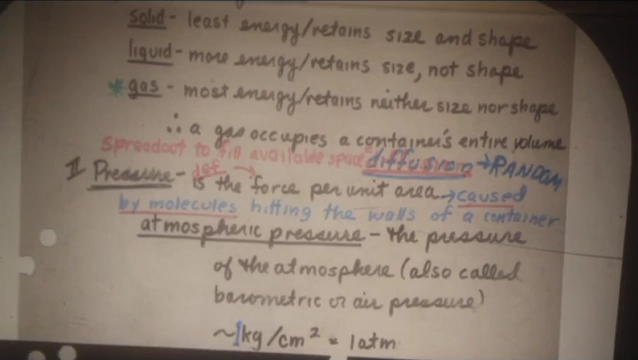 solid - least energy/retains size and shape
liquid - more energy/retains size, not shape
* gas - most energy/retains neither size nor shape
∴ a gas occupies a container's entire volume
spreadout to fill available space diffusion → RANDOM
II Pressure - def → is the force per unit area → caused
by molecules hitting the walls of a container
atmospheric pressure - the pressure
of the atmosphere (also called
barometric or air pressure)
~1kg/cm² = 1atm